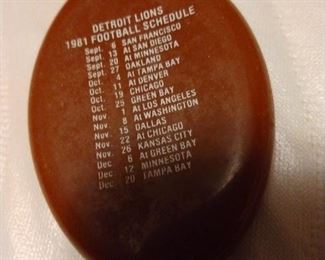 DETROIT LIONS
1981 FOOTBALL SCHEDULE
Sept. 6 SAN FRANCISCO
Sept. 13 At SAN DIEGO
Sept. 20 At MINNESOTA
Sept. 27 OAKLAND
Oct. 4 At TAMPA BAY
Oct. 11 At DENVER
Oct. 19 CHICAGO
Oct. 25 GREEN BAY
Nov. 1 At LOS ANGELES
Nov. 8 At WASHINGTON
Nov. 15 DALLAS
Nov. 22 At CHICAGO
Nov. 26 KANSAS CITY
Dec 6 At GREEN BAY
Dec 12 MINNESOTA
Dec 20 TAMPA BAY